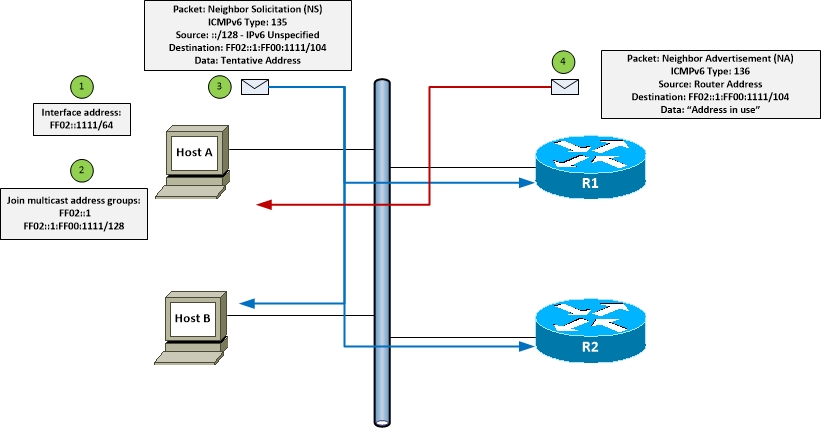 Packet: Neighbor Solicitation (NS)
ICMPv6 Type: 135
Source: ::/128 - IPv6 Unspecified
Destination: FF02::1:FF00:1111/104
Data: Tentative Address
4
Packet: Neighbor Advertisement (NA)
ICMPv6 Type: 136
Source: Router Address
Destination: FF02::1:FF00:1111/104
Data: “Address in use”
1
3
Interface address:
FF02::1111/64
Host A
2
R1
Join multicast address groups:
FF02::1
FF02::1:FF00:1111/128
Host B
R2